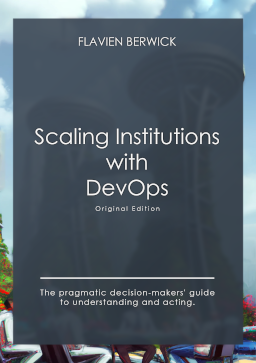 FLAVIEN BERWICK
Scaling Institutions
with
DevOps
Original Edition
The pragmatic decision-makers' guide
to understanding and acting.